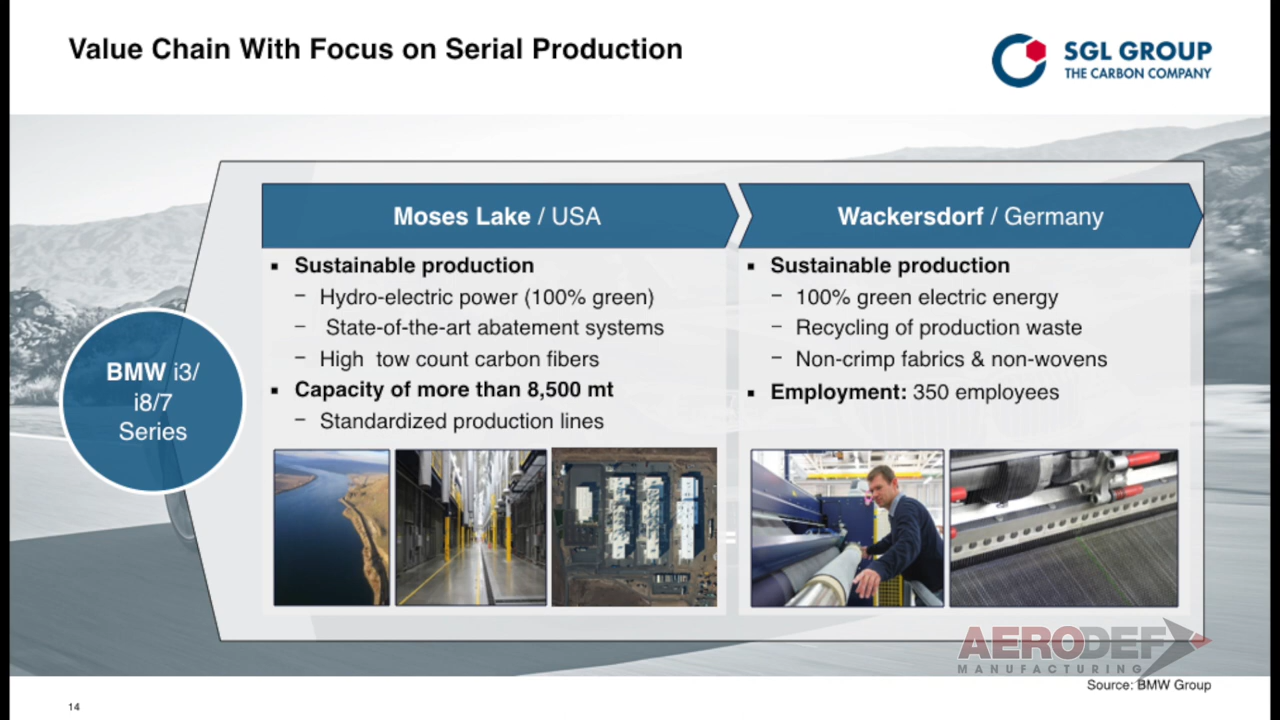 Value Chain With Focus on Serial Production
SGL GROUP
THE CARBON COMPANY
BMW i3/
i8/7
Series
Moses Lake / USA
▪ Sustainable production
− Hydro-electric power (100% green)
− State-of-the-art abatement systems
− High tow count carbon fibers
▪ Capacity of more than 8,500 mt
− Standardized production lines
Wackersdorf / Germany
▪ Sustainable production
− 100% green electric energy
− Recycling of production waste
− Non-crimp fabrics & non-wovens
▪ Employment: 350 employees
AERODEF
MANUFACTURING
Source: BMW Group
14